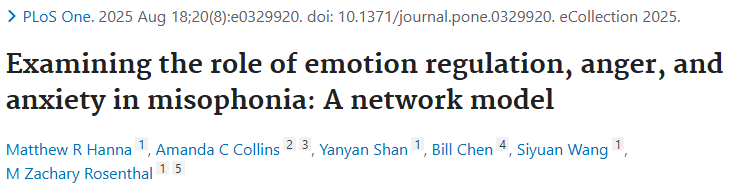 > PLoS One. 2025 Aug 18;20(8):e0329920. doi: 10.1371/journal.pone.0329920. eCollection 2025.
Examining the role of emotion regulation, anger, and
anxiety in misophonia: A network model
Matthew R Hanna 1, Amanda C Collins 2 3, Yanyan Shan 1, Bill Chen 4, Siyuan Wang 1,
M Zachary Rosenthal 1 5